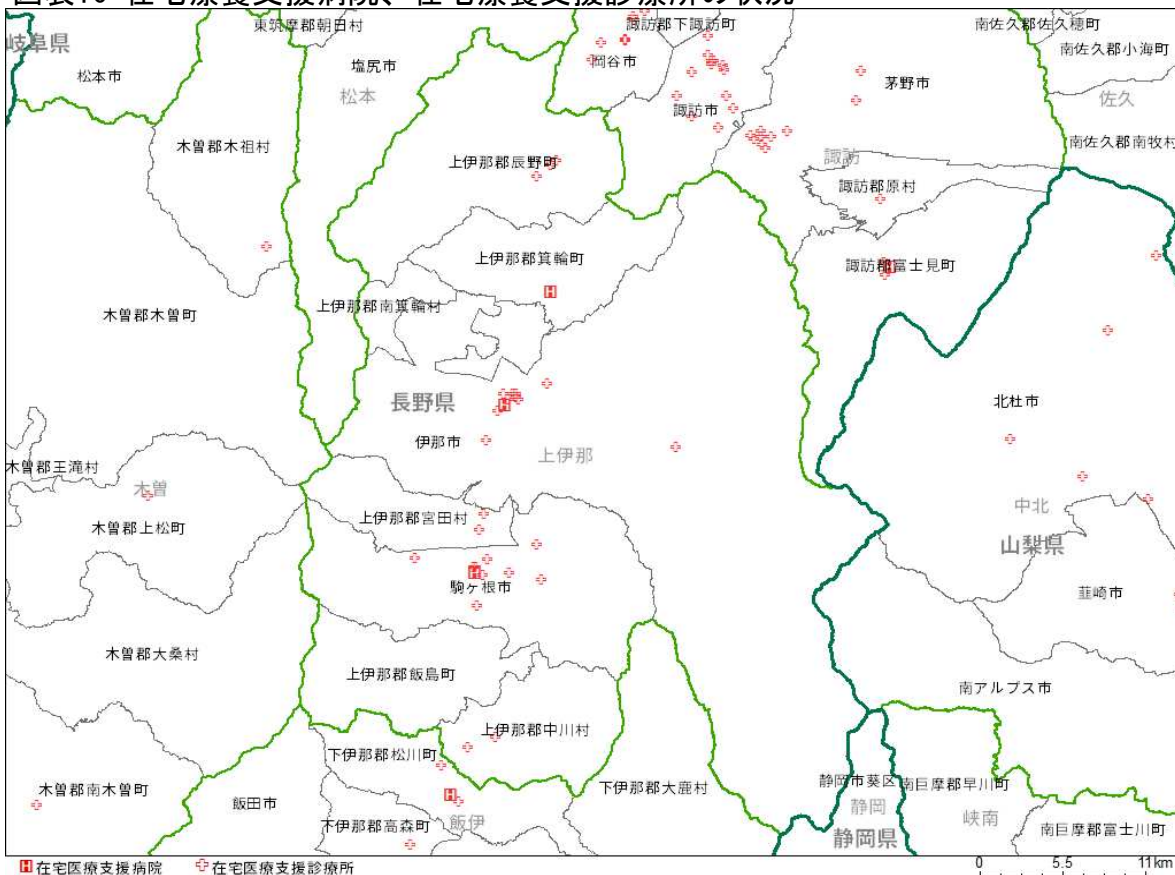 東筑摩郡朝日村
諏訪郡下諏訪町
南佐久郡佐久穂町
岐阜県
松本市
塩尻市
岡谷市
南佐久郡小海町
松本
諏訪市
茅野市
佐久
木曽郡木祖村
上伊那郡辰野町
諏訪
南佐久郡南牧村
諏訪郡原村
上伊那郡箕輪町
諏訪郡富士見町
木曽郡木曽町
上伊那郡南箕輪村
長野県
北杜市
伊那市
上伊那
木曽郡王滝村
木曽
木曽郡上松町
上伊那郡宮田村
中北
山梨県
駒ヶ根市
韮崎市
木曽郡大桑村
上伊那郡飯島町
南アルプス市
上伊那郡中川村
下伊那郡松川町
木曽郡南木曽町
飯田市
下伊那郡大鹿村
静岡市葵区
南巨摩郡早川町
下伊那郡高森町
飯伊
静岡
峡南
静岡県
南巨摩郡富士川町
H 在宅医療支援病院 在宅医療支援診療所
0 5.5 11km